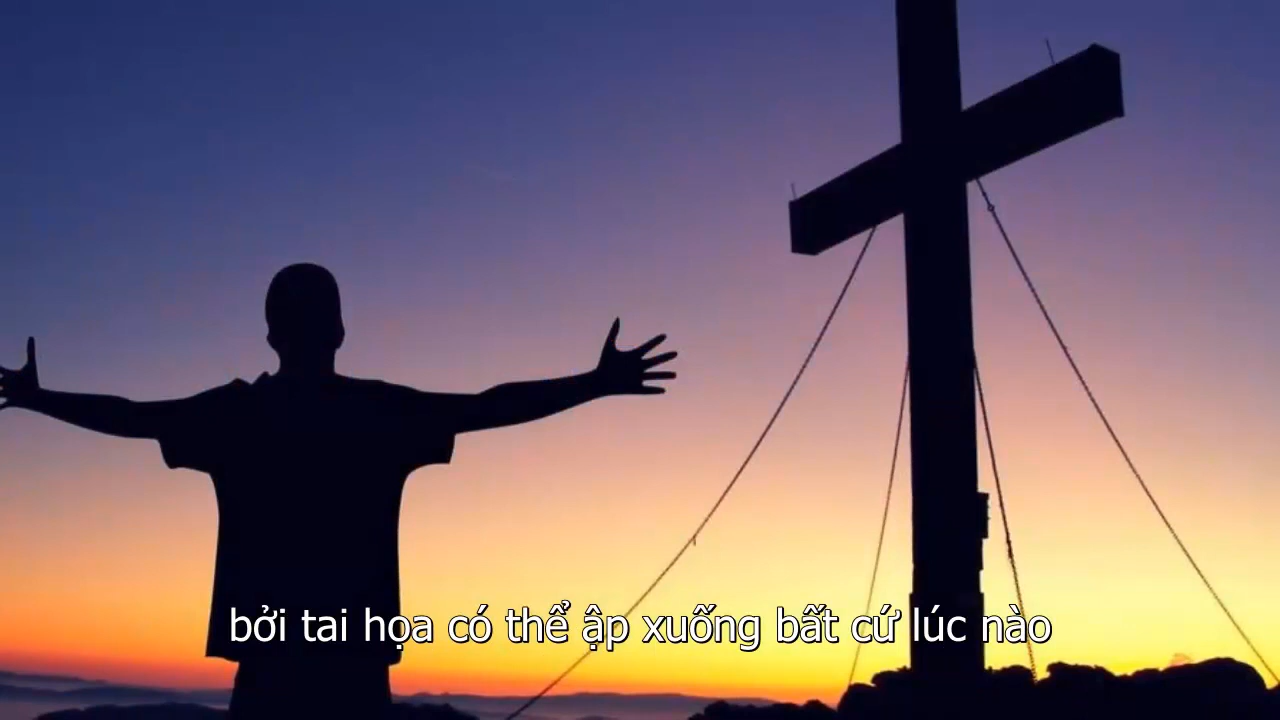 bởi tai họa có thể ập xuống bất cứ lúc nào